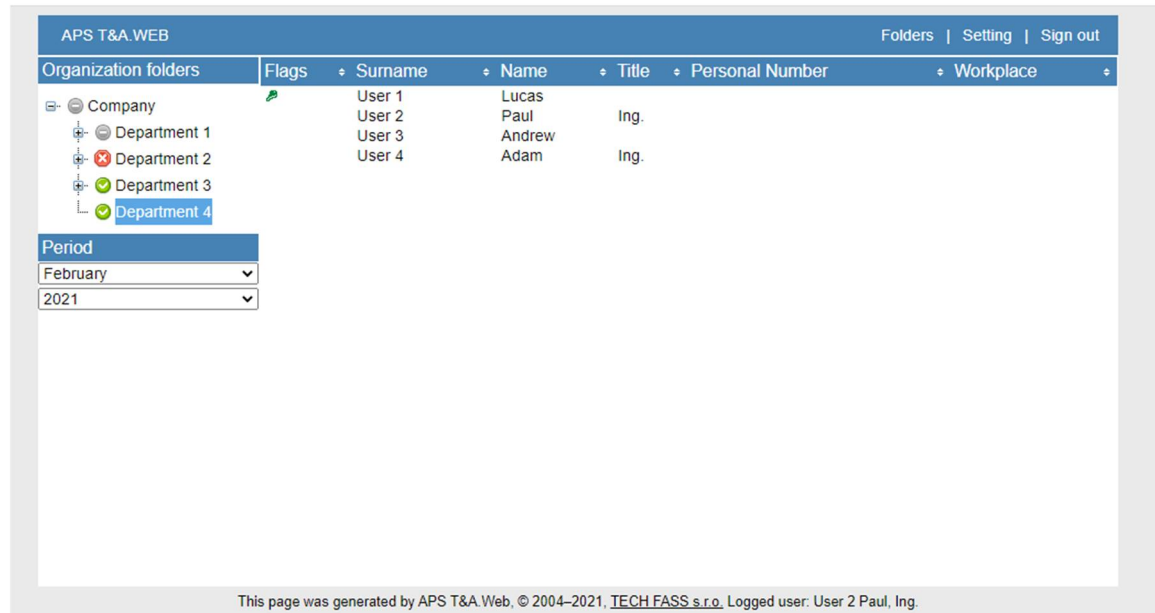 APS T&A.WEB Folders | Setting | Sign out
Organization folders Flags Surname Name Title Personal Number Workplace
Company
Department 1
Department 2
Department 3
Department 4
User 1 Lucas
User 2 Paul Ing.
User 3 Andrew
User 4 Adam Ing.
Period
February
2021
This page was generated by APS T&A.Web, © 2004–2021, TECH FASS s.r.o. Logged user: User 2 Paul, Ing.